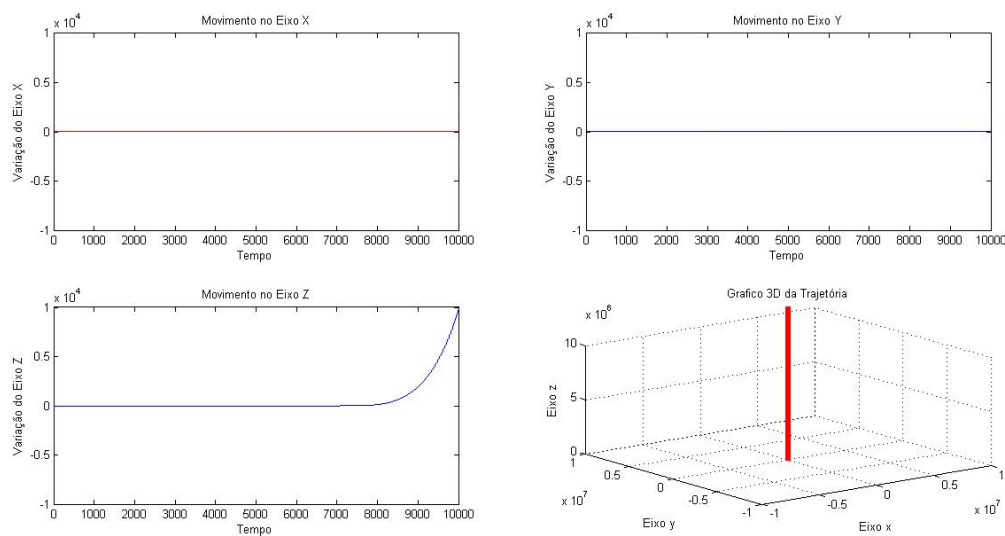 Movimento no Eixo X
x 10^4
1
0.5
0
-0.5
-1
Variação do Eixo X
0 1000 2000 3000 4000 5000 6000 7000 8000 9000 10000
Tempo
Movimento no Eixo Y
x 10^4
1
0.5
0
-0.5
-1
Variação do Eixo Y
0 1000 2000 3000 4000 5000 6000 7000 8000 9000 10000
Tempo
Movimento no Eixo Z
x 10^4
1
0.5
0
-0.5
-1
Variação do Eixo Z
0 1000 2000 3000 4000 5000 6000 7000 8000 9000 10000
Tempo
Grafico 3D da Trajetória
x 10^6
10
5
0
Eixo z
1 0.5 0 -0.5 -1
x 10^7
Eixo y
-1 -0.5 0 0.5 1
x 10^7
Eixo x